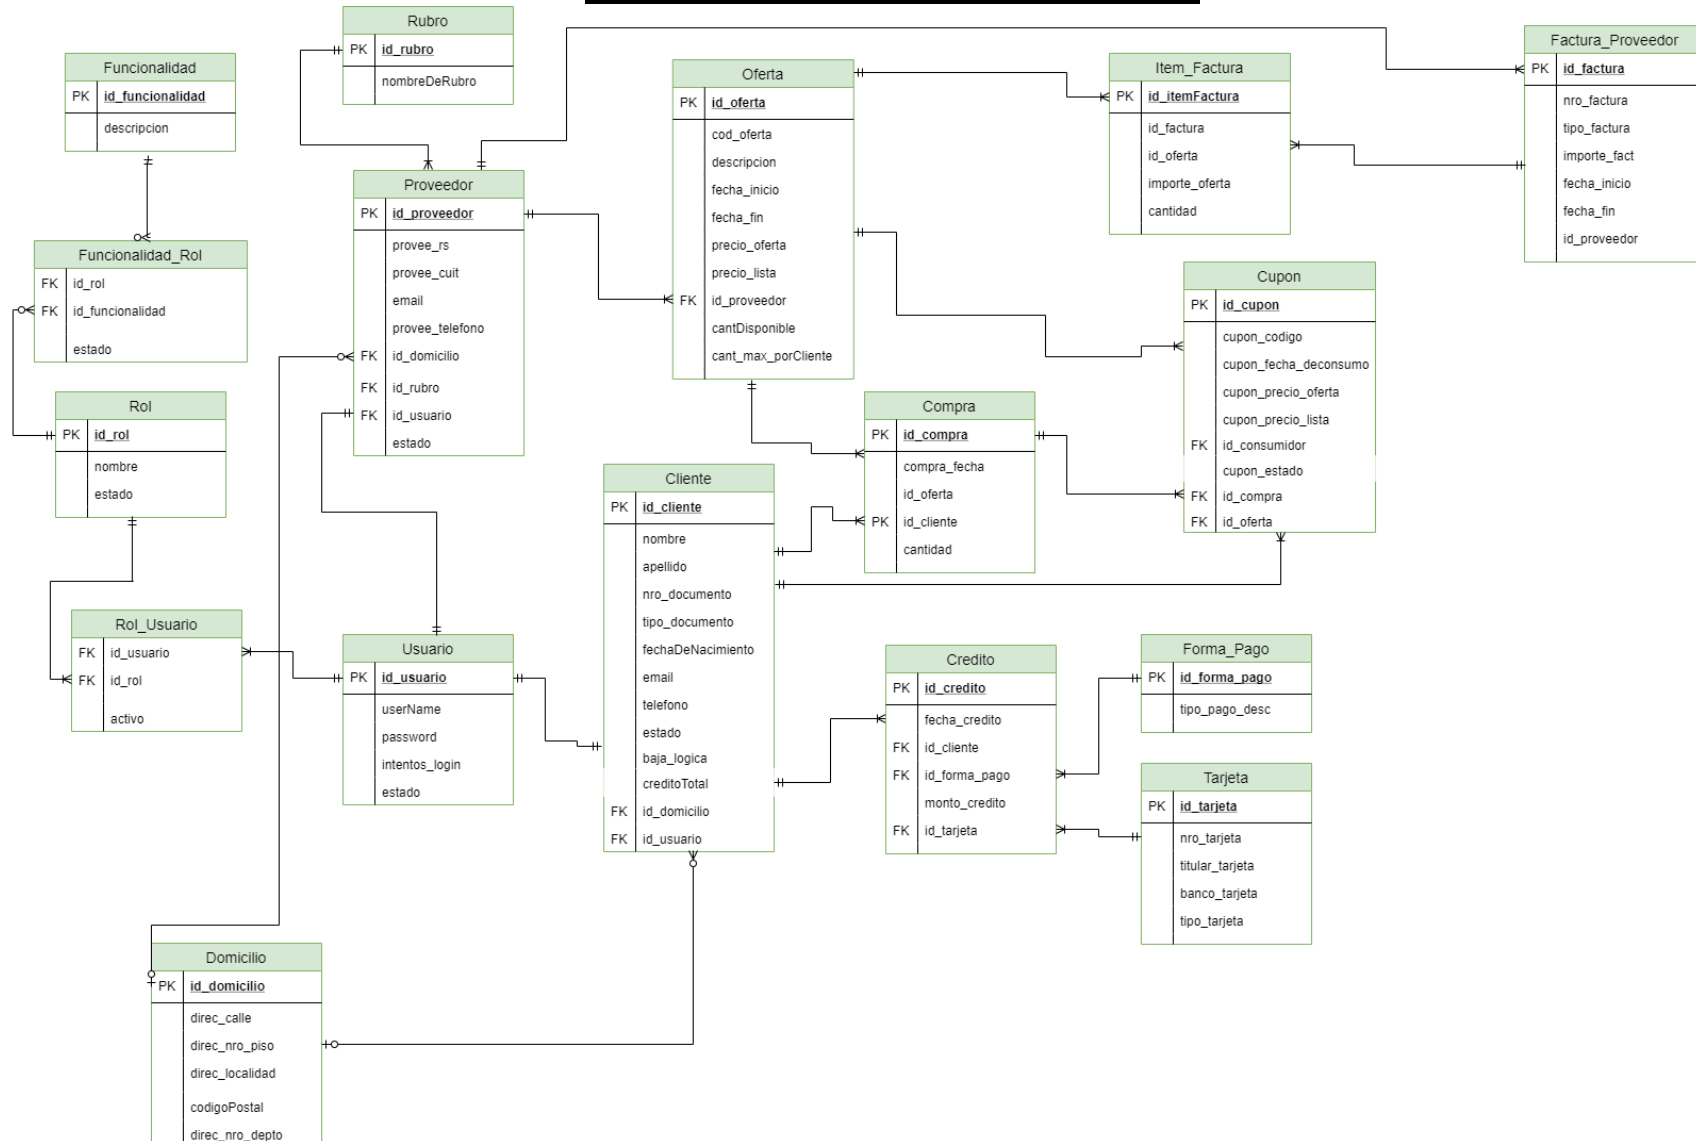 Rubro
PK id_rubro
nombreDeRubro
Funcionalidad
PK id_funcionalidad
descripcion
Factura_Proveedor
PK id_factura
nro_factura
tipo_factura
importe_fact
fecha_inicio
fecha_fin
id_proveedor
Oferta
PK id_oferta
cod_oferta
descripcion
fecha_inicio
fecha_fin
precio_oferta
precio_lista
FK id_proveedor
cantDisponible
cant_max_porCliente
Item_Factura
PK id_itemFactura
id_factura
id_oferta
importe_oferta
cantidad
Proveedor
PK id_proveedor
provee_rs
provee_cuit
email
provee_telefono
FK id_domicilio
FK id_rubro
FK id_usuario
estado
Funcionalidad_Rol
FK id_rol
FK id_funcionalidad
estado
Cupon
PK id_cupon
cupon_codigo
cupon_fecha_deconsumo
cupon_precio_oferta
cupon_precio_lista
FK id_consumidor
cupon_estado
FK id_compra
FK id_oferta
Rol
PK id_rol
nombre
estado
Compra
PK id_compra
compra_fecha
id_oferta
PK id_cliente
cantidad
Cliente
PK id_cliente
nombre
apellido
nro_documento
tipo_documento
fechaDeNacimiento
email
telefono
estado
baja_logica
creditoTotal
FK id_domicilio
FK id_usuario
Rol_Usuario
FK id_usuario
FK id_rol
activo
Usuario
PK id_usuario
userName
password
intentos_login
estado
Credito
PK id_credito
fecha_credito
FK id_cliente
FK id_forma_pago
monto_credito
FK id_tarjeta
Forma_Pago
PK id_forma_pago
tipo_pago_desc
Tarjeta
PK id_tarjeta
nro_tarjeta
titular_tarjeta
banco_tarjeta
tipo_tarjeta
Domicilio
PK id_domicilio
direc_calle
direc_nro_piso
direc_localidad
codigoPostal
direc_nro_depto